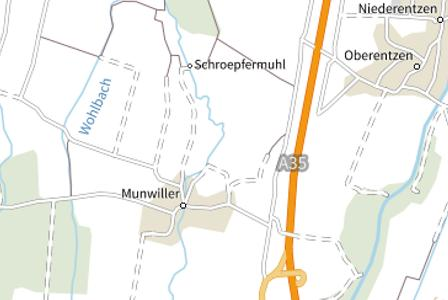 Niederentzen
Oberentzen
Schroepfermuhl
Wohlbach
A35
Munwiller